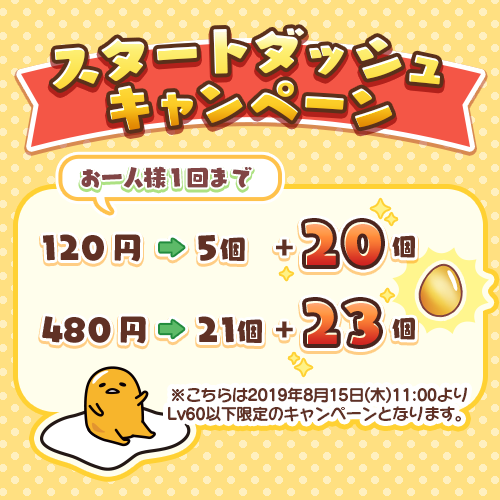 スタートダッシュ
キャンペーン
お一人様1回まで
120円 5個 +20個
480円 21個 +23個
※こちらは2019年8月15日(木)11:00より
Lv60以下限定のキャンペーンとなります。